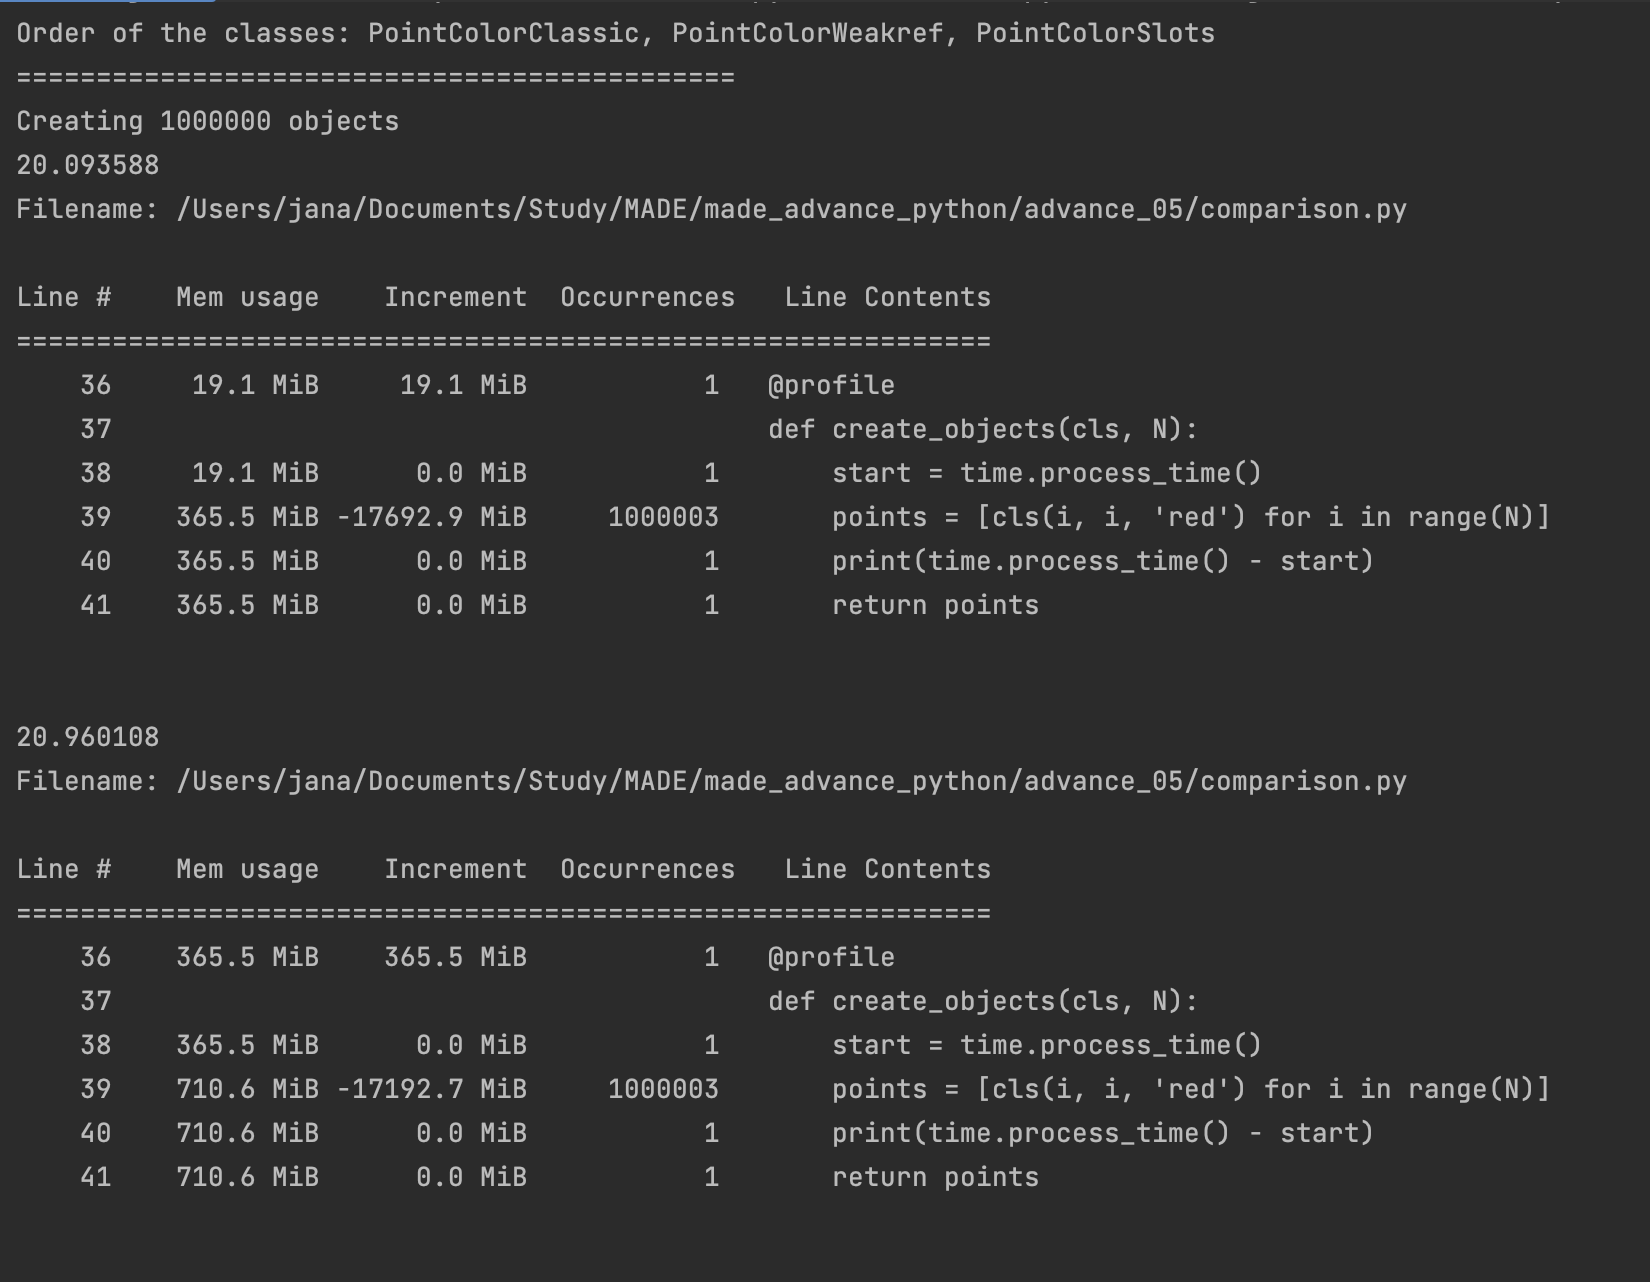 Order of the classes: PointColorClassic, PointColorWeakref, PointColorSlots
=============================================
Creating 1000000 objects
20.093588
Filename: /Users/jana/Documents/Study/MADE/made_advance_python/advance_05/comparison.py
Line #    Mem usage    Increment  Occurrences   Line Contents
=============================================================
    36     19.1 MiB     19.1 MiB           1   @profile
    37                                         def create_objects(cls, N):
    38     19.1 MiB      0.0 MiB           1       start = time.process_time()
    39    365.5 MiB -17692.9 MiB     1000003       points = [cls(i, i, 'red') for i in range(N)]
    40    365.5 MiB      0.0 MiB           1       print(time.process_time() - start)
    41    365.5 MiB      0.0 MiB           1       return points
20.960108
Filename: /Users/jana/Documents/Study/MADE/made_advance_python/advance_05/comparison.py
Line #    Mem usage    Increment  Occurrences   Line Contents
=============================================================
    36    365.5 MiB    365.5 MiB           1   @profile
    37                                         def create_objects(cls, N):
    38    365.5 MiB      0.0 MiB           1       start = time.process_time()
    39    710.6 MiB -17192.7 MiB     1000003       points = [cls(i, i, 'red') for i in range(N)]
    40    710.6 MiB      0.0 MiB           1       print(time.process_time() - start)
    41    710.6 MiB      0.0 MiB           1       return points